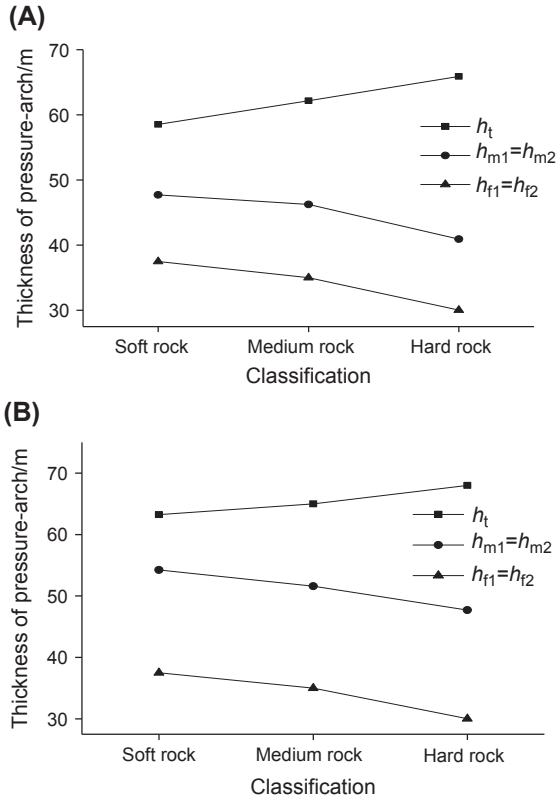 (A)
Thickness of pressure-arch/m
70
60
50
40
30
ht
hm1=hm2
hf1=hf2
Soft rock Medium rock Hard rock
Classification
(B)
Thickness of pressure-arch/m
70
60
50
40
30
ht
hm1=hm2
hf1=hf2
Soft rock Medium rock Hard rock
Classification